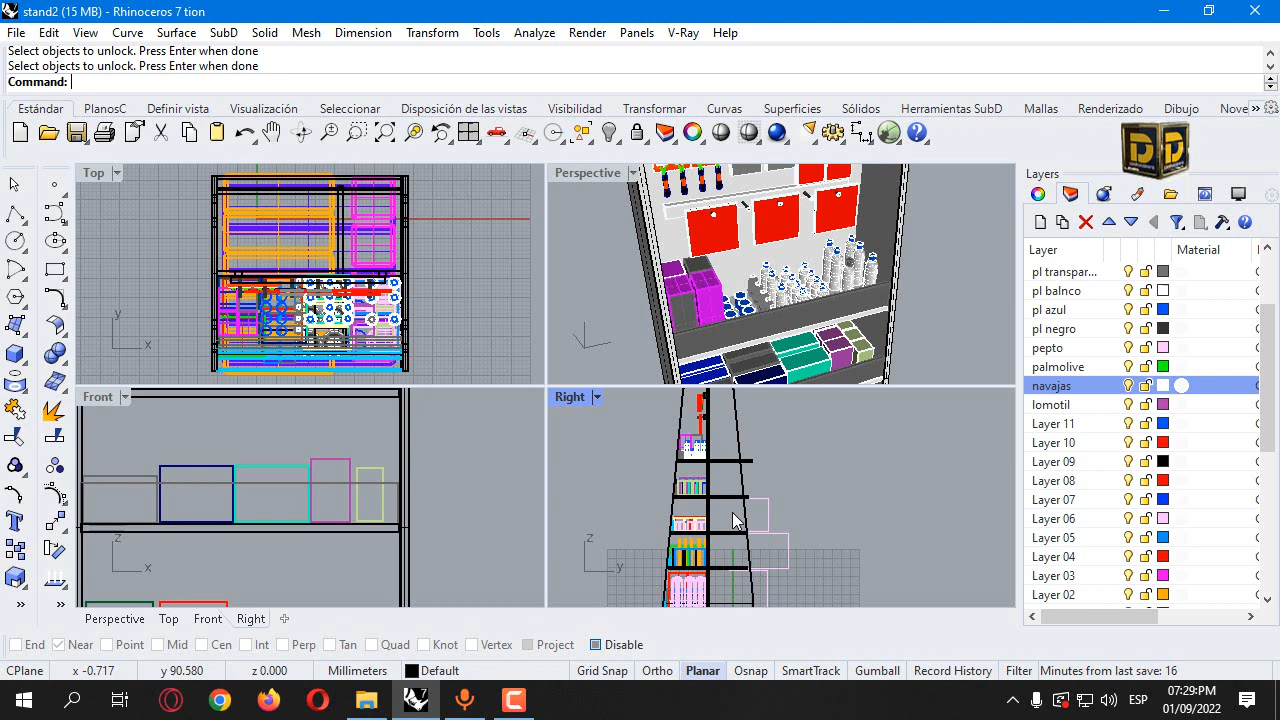 stand2 (15 MB) - Rhinoceros 7 tion
File Edit View Curve Surface SubD Solid Mesh Dimension Transform Tools Analyze Render Panels V-Ray Help
Select objects to unlock. Press Enter when done
Select objects to unlock. Press Enter when done
Command:
Estándar PlanosC Definir vista Visualización Seleccionar Disposición de las vistas Visibilidad Transformar Curvas Superficies Sólidos Herramientas SubD Mallas Renderizado Dibujo Nove
Top
Perspective
Layers
Layer Material
pl transpar...
pl balnco
pl azul
pl negro
pepto
palmolive
navajas
lomotil
Layer 11
Layer 10
Layer 09
Layer 08
Layer 07
Layer 06
Layer 05
Layer 04
Layer 03
Layer 02
y
x
Front
Right
z
x
z
y
Perspective Top Front Right
End Near Point Mid Cen Int Perp Tan Quad Knot Vertex Project Disable
CPlane x -0.717 y 90.580 z 0.000 Millimeters Default Grid Snap Ortho Planar Osnap SmartTrack Gumball Record History Filter Minutes from last save: 16
ESP
07:29 PM
01/09/2022